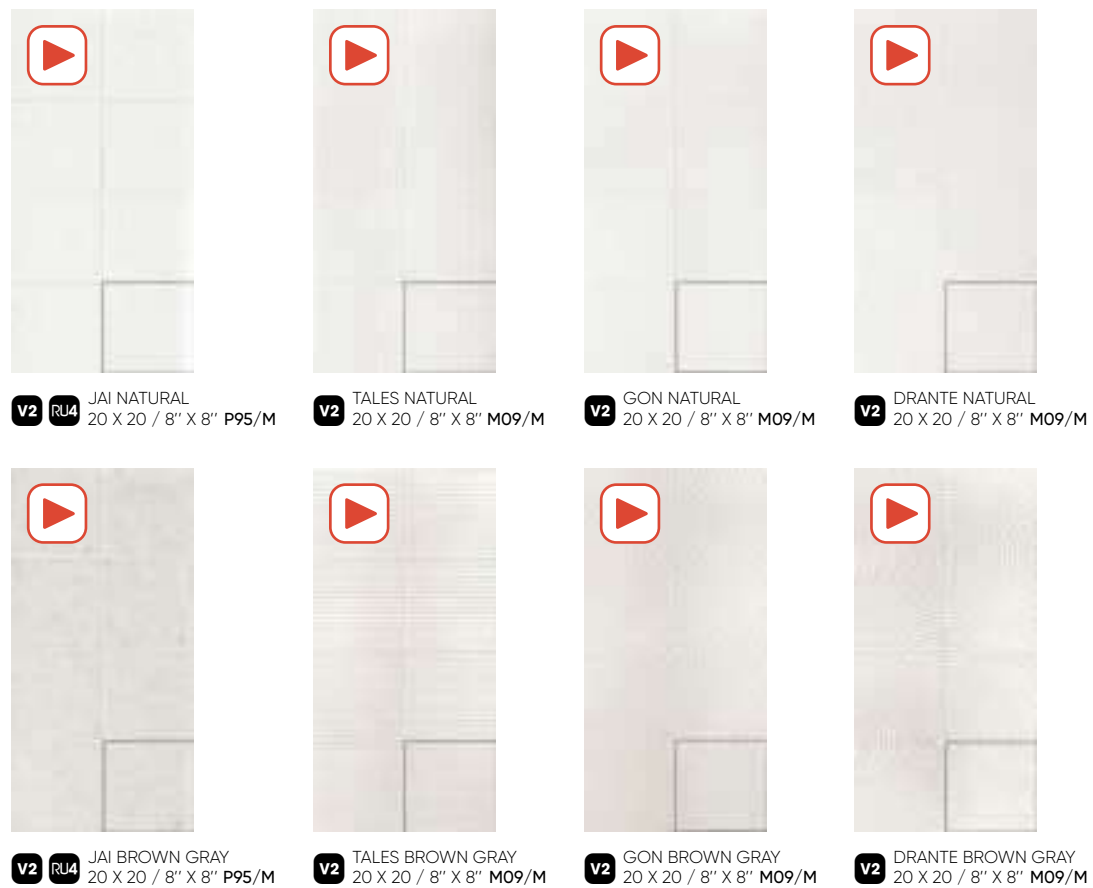 V2 RU4 JAI NATURAL
20 X 20 / 8'' X 8'' P95/M
V2 TALES NATURAL
20 X 20 / 8'' X 8'' M09/M
V2 GON NATURAL
20 X 20 / 8'' X 8'' M09/M
V2 DRANTE NATURAL
20 X 20 / 8'' X 8'' M09/M
V2 RU4 JAI BROWN GRAY
20 X 20 / 8'' X 8'' P95/M
V2 TALES BROWN GRAY
20 X 20 / 8'' X 8'' M09/M
V2 GON BROWN GRAY
20 X 20 / 8'' X 8'' M09/M
V2 DRANTE BROWN GRAY
20 X 20 / 8'' X 8'' M09/M